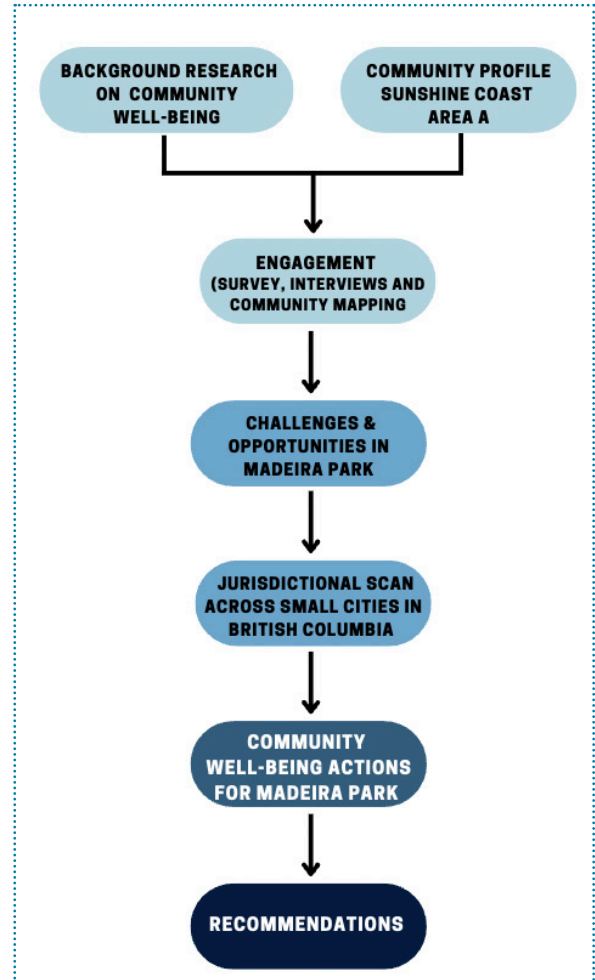 BACKGROUND RESEARCH
ON COMMUNITY
WELL-BEING
COMMUNITY PROFILE
SUNSHINE COAST
AREA A
ENGAGEMENT
(SURVEY, INTERVIEWS AND
COMMUNITY MAPPING
CHALLENGES &
OPPORTUNITIES IN
MADEIRA PARK
JURISDICTIONAL SCAN
ACROSS SMALL CITIES IN
BRITISH COLUMBIA
COMMUNITY
WELL-BEING ACTIONS
FOR MADEIRA PARK
RECOMMENDATIONS